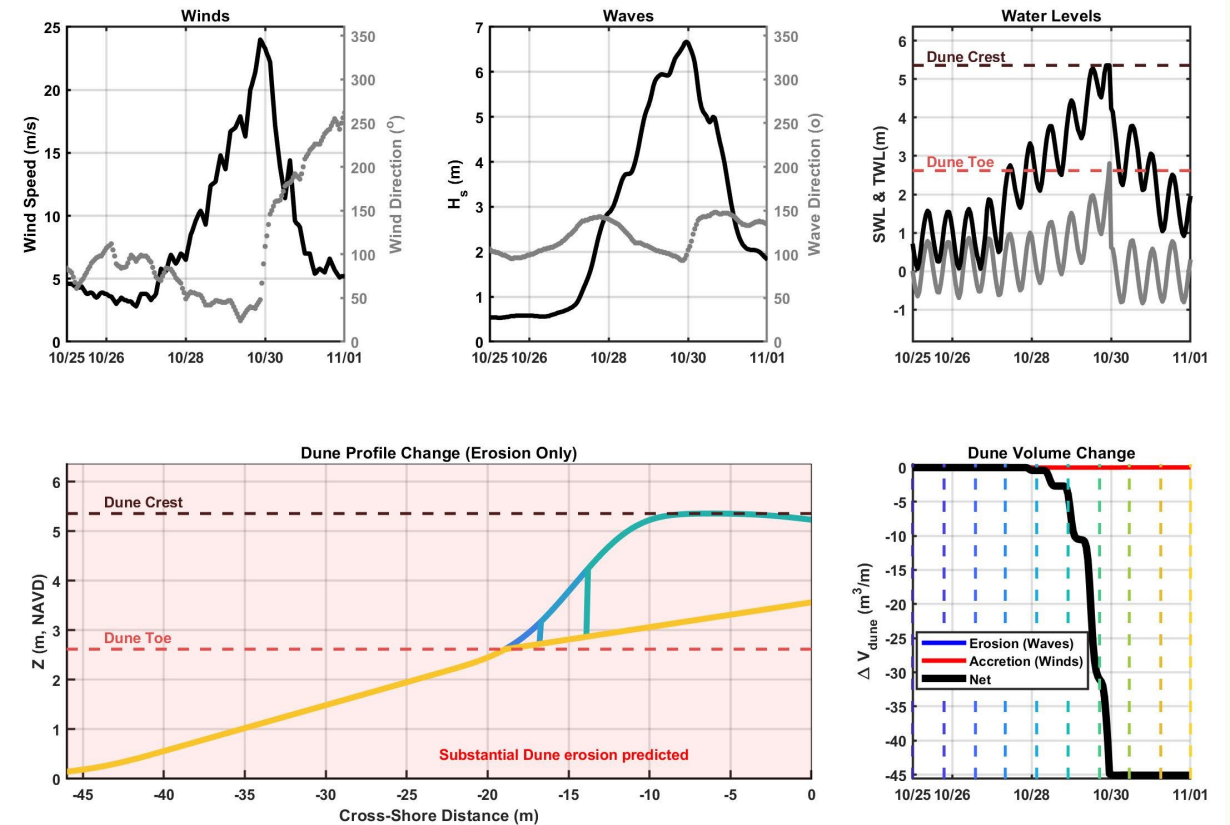 Winds
25
20
15
10
5
0
Wind Speed (m/s)
350
300
250
200
150
100
50
0
Wind Direction (°)
10/25 10/26 10/28 10/30 11/01
Waves
7
6
5
4
3
2
1
0
Hs (m)
350
300
250
200
150
100
50
0
Wave Direction (o)
10/25 10/26 10/28 10/30 11/01
Water Levels
6
5
4
3
2
1
0
-1
SWL & TWL(m)
Dune Crest
Dune Toe
10/25 10/26 10/28 10/30 11/01
Dune Profile Change (Erosion Only)
6
5
4
3
2
1
0
Z (m, NAVD)
Dune Crest
Dune Toe
Substantial Dune erosion predicted
-45 -40 -35 -30 -25 -20 -15 -10 -5 0
Cross-Shore Distance (m)
Dune Volume Change
0
-5
-10
-15
-20
-25
-30
-35
-40
-45
Δ Vdune (m³/m)
Erosion (Waves)
Accretion (Winds)
Net
10/25 10/26 10/28 10/30 11/01